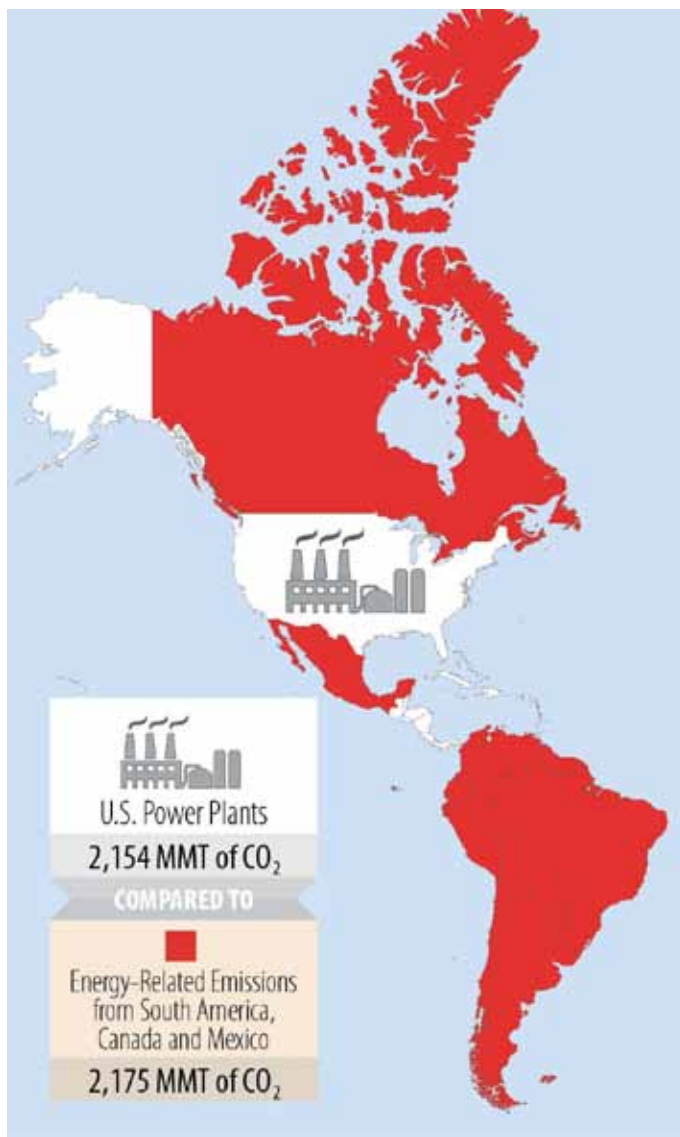 U.S. Power Plants
2,154 MMT of CO₂
COMPARED TO
Energy-Related Emissions
from South America,
Canada and Mexico
2,175 MMT of CO₂